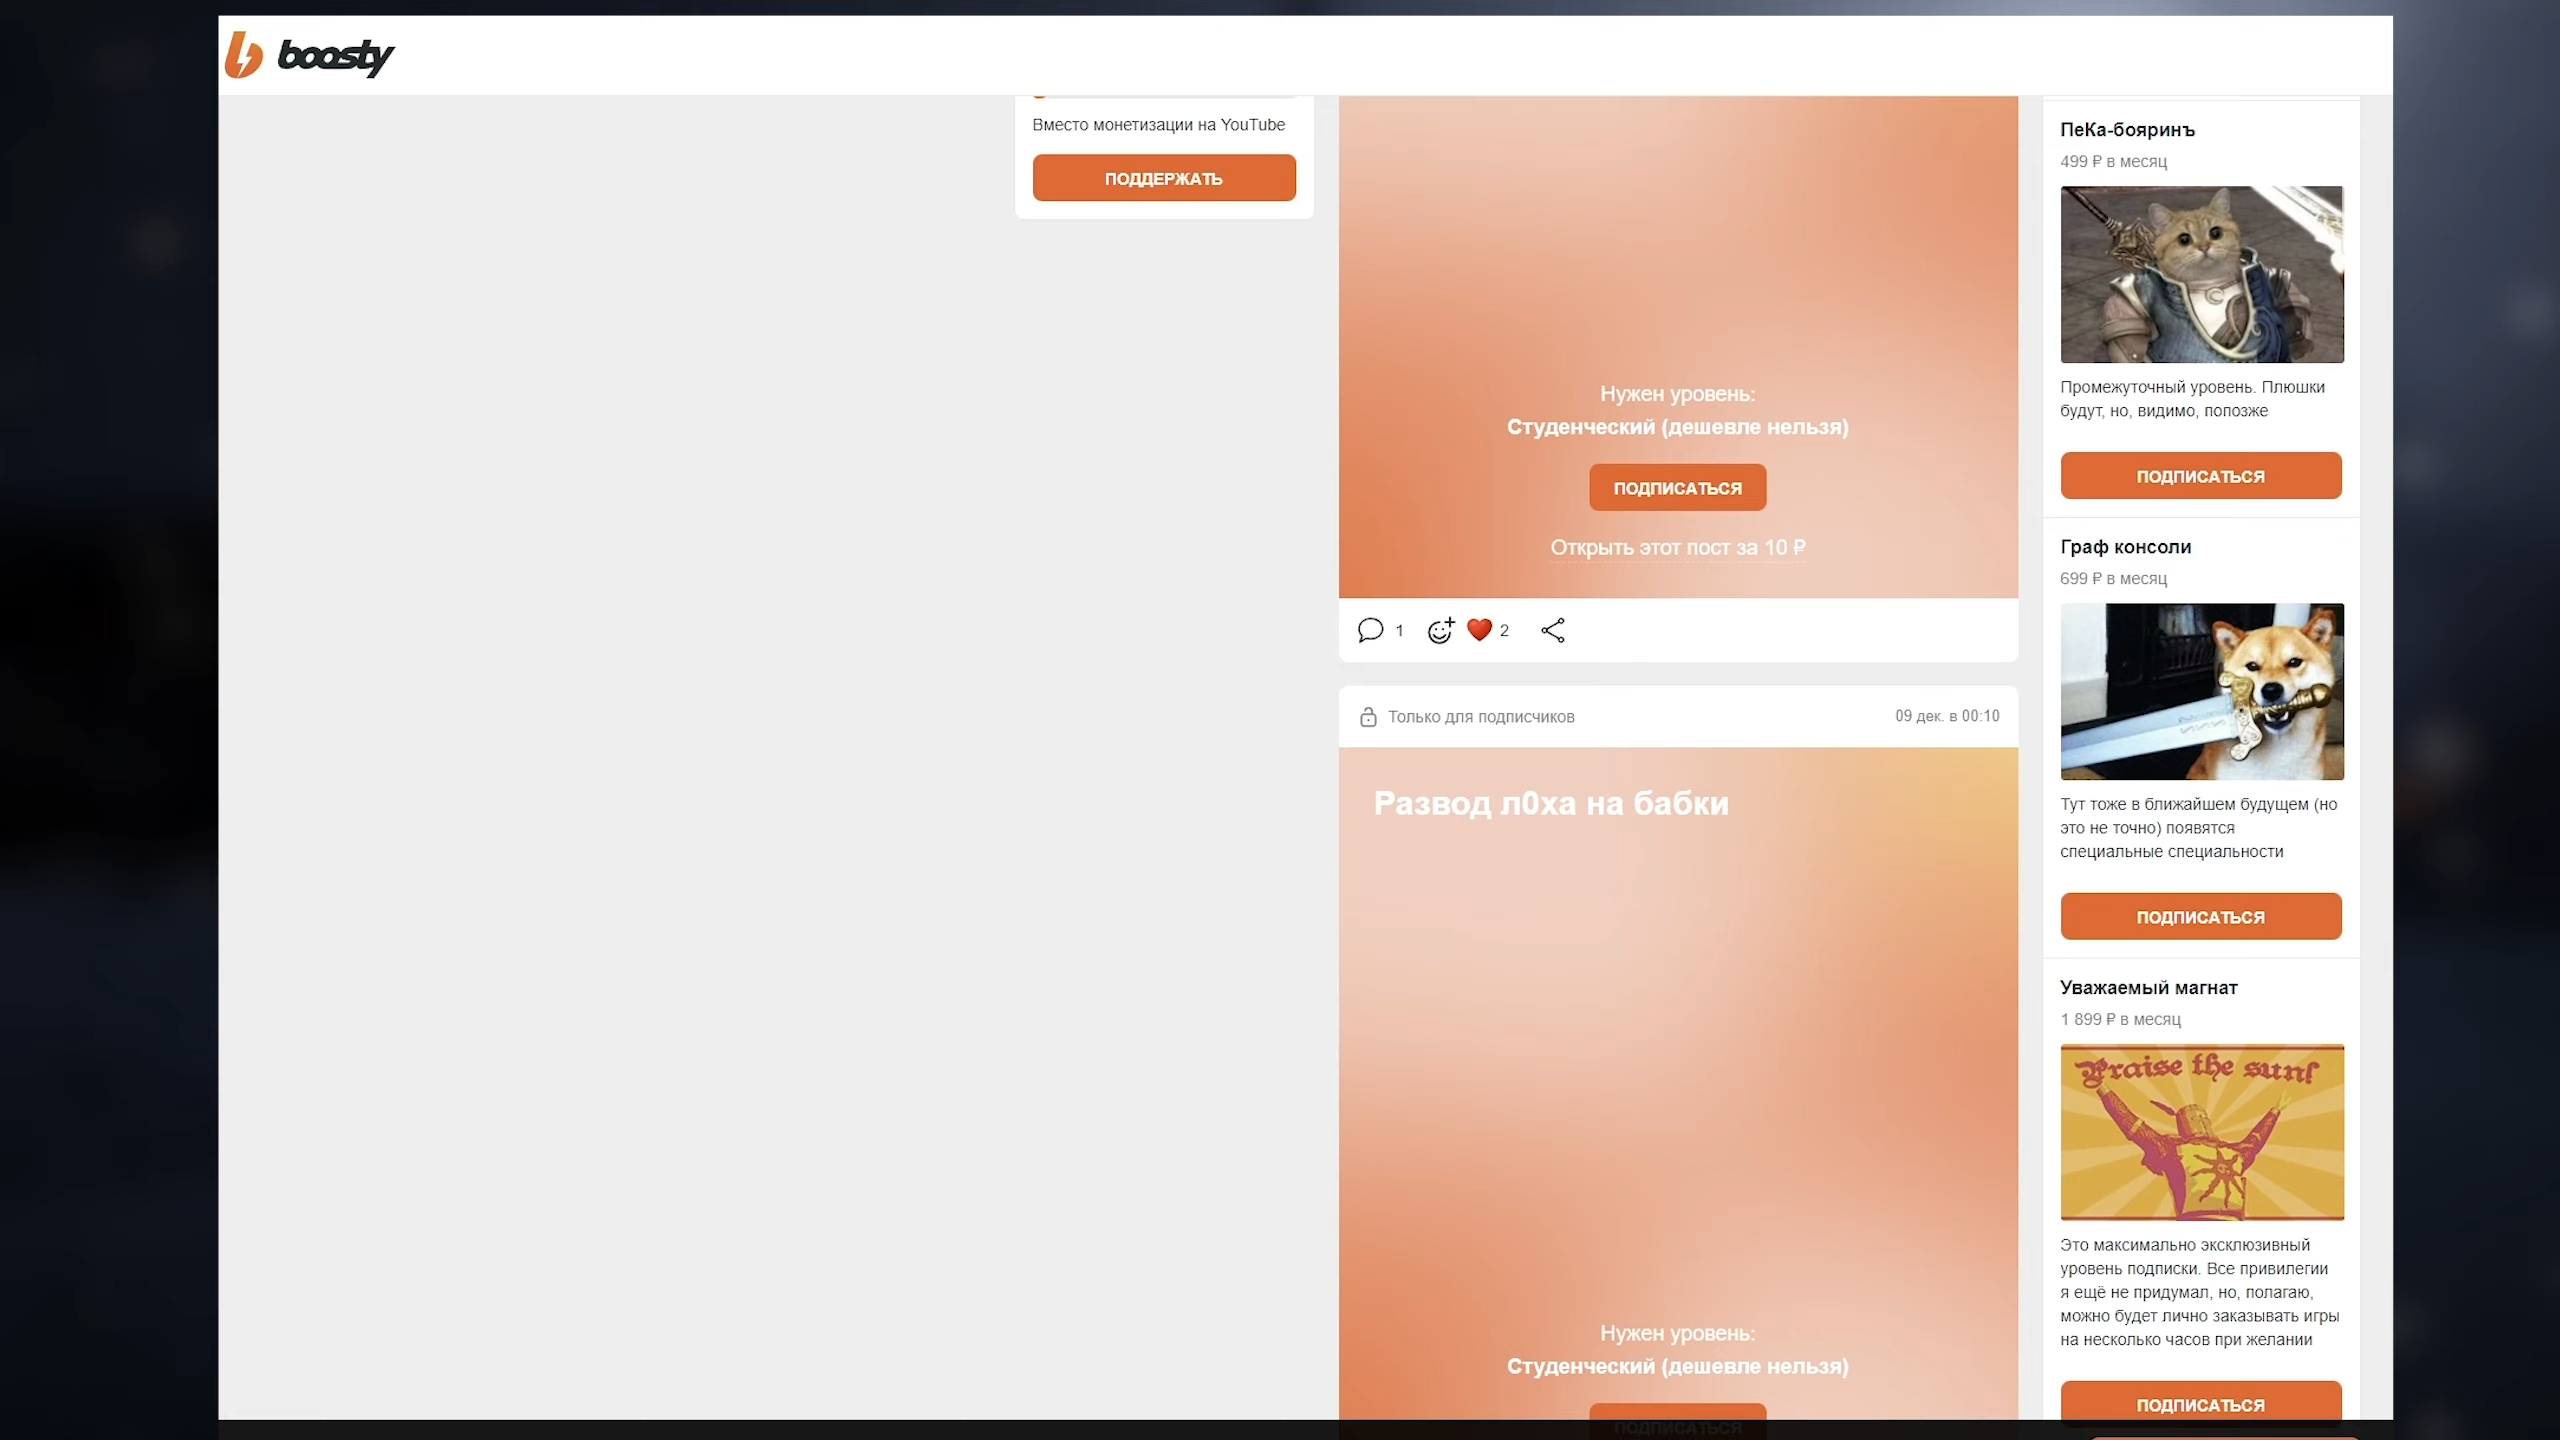 boosty
Вместо монетизации на YouTube
ПОДДЕРЖАТЬ
Нужен уровень:
Студенческий (дешевле нельзя)
ПОДПИСАТЬСЯ
Открыть этот пост за 10 ₽
1
2
Только для подписчиков
09 дек. в 00:10
Развод л0ха на бабки
Нужен уровень:
Студенческий (дешевле нельзя)
ПОДПИСАТЬСЯ
ПеКа-бояринъ
499 ₽ в месяц
Промежуточный уровень. Плюшки
будут, но, видимо, попозже
ПОДПИСАТЬСЯ
Граф консоли
699 ₽ в месяц
Тут тоже в ближайшем будущем (но
это не точно) появятся
специальные специальности
ПОДПИСАТЬСЯ
Уважаемый магнат
1 899 ₽ в месяц
Praise the sun!
Это максимально эксклюзивный
уровень подписки. Все привилегии
я ещё не придумал, но, полагаю,
можно будет лично заказывать игры
на несколько часов при желании
ПОДПИСАТЬСЯ